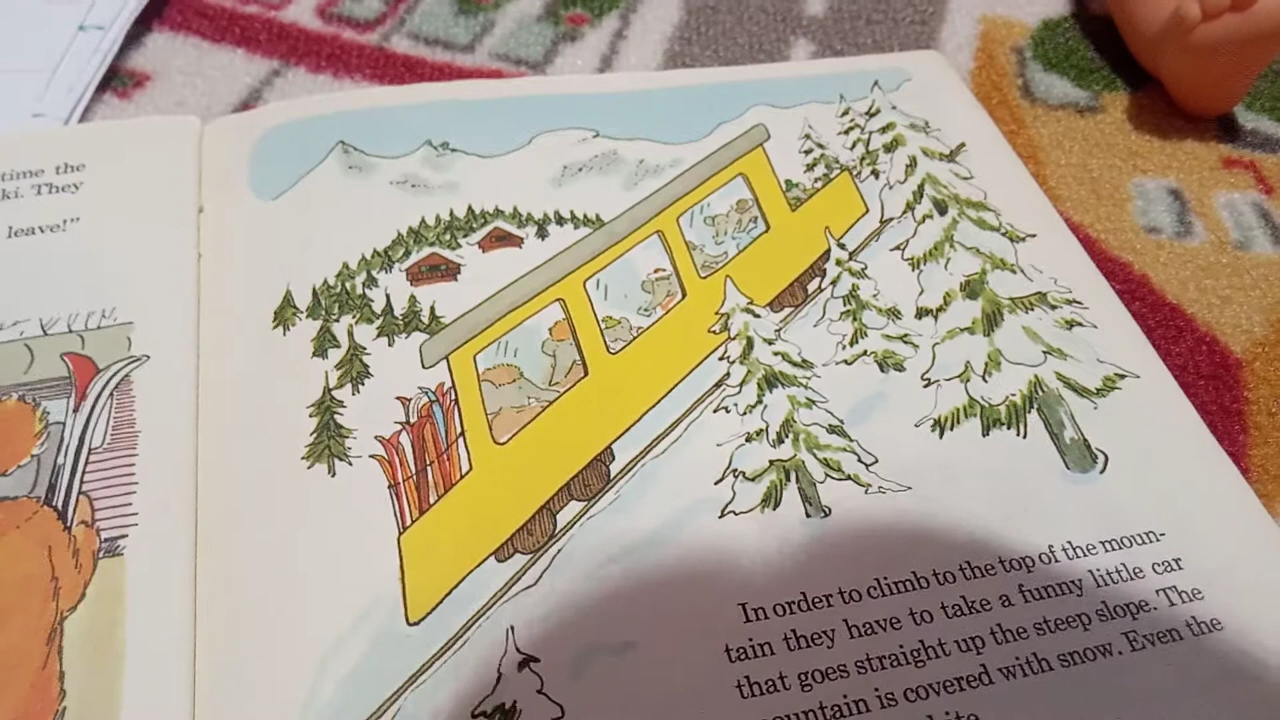 time the
ki. They
leave!”
In order to climb to the top of the moun-
tain they have to take a funny little car
that goes straight up the steep slope. The
mountain is covered with snow. Even the